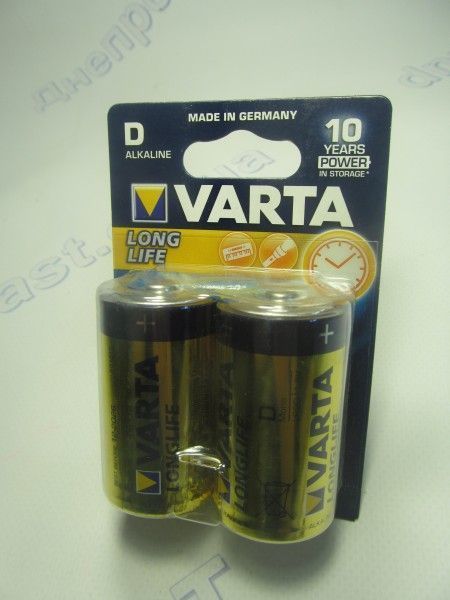 MADE IN GERMANY
D
ALKALINE
10
YEARS
POWER
IN STORAGE*
VARTA
LONG
LIFE
+
VARTA
LONGLIFE
+
D
VARTA
LONGLIFE